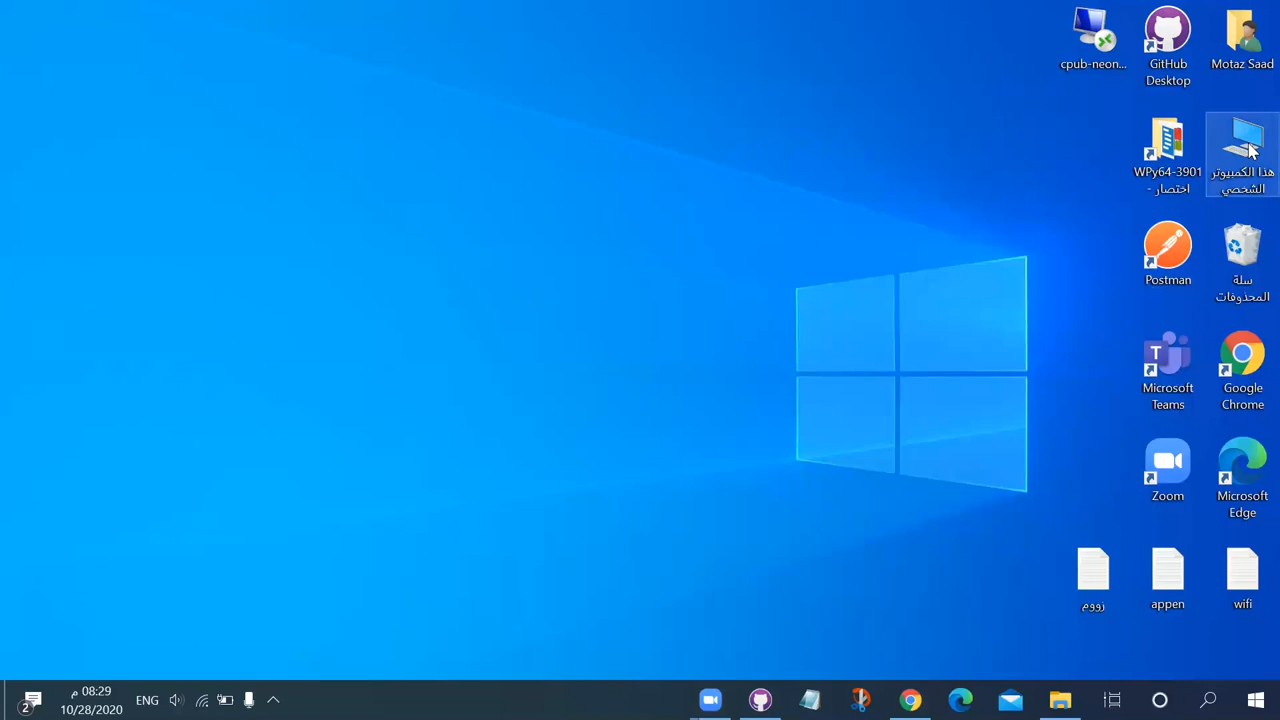 cpub-neon...
GitHub
Desktop
Motaz Saad
WPy64-3901
- اختصار
هذا الكمبيوتر
الشخصي
Postman
سلة
المحذوفات
T
Microsoft
Teams
Google
Chrome
Zoom
Microsoft
Edge
رووم
appen
wifi
2
08:29 م
10/28/2020
ENG